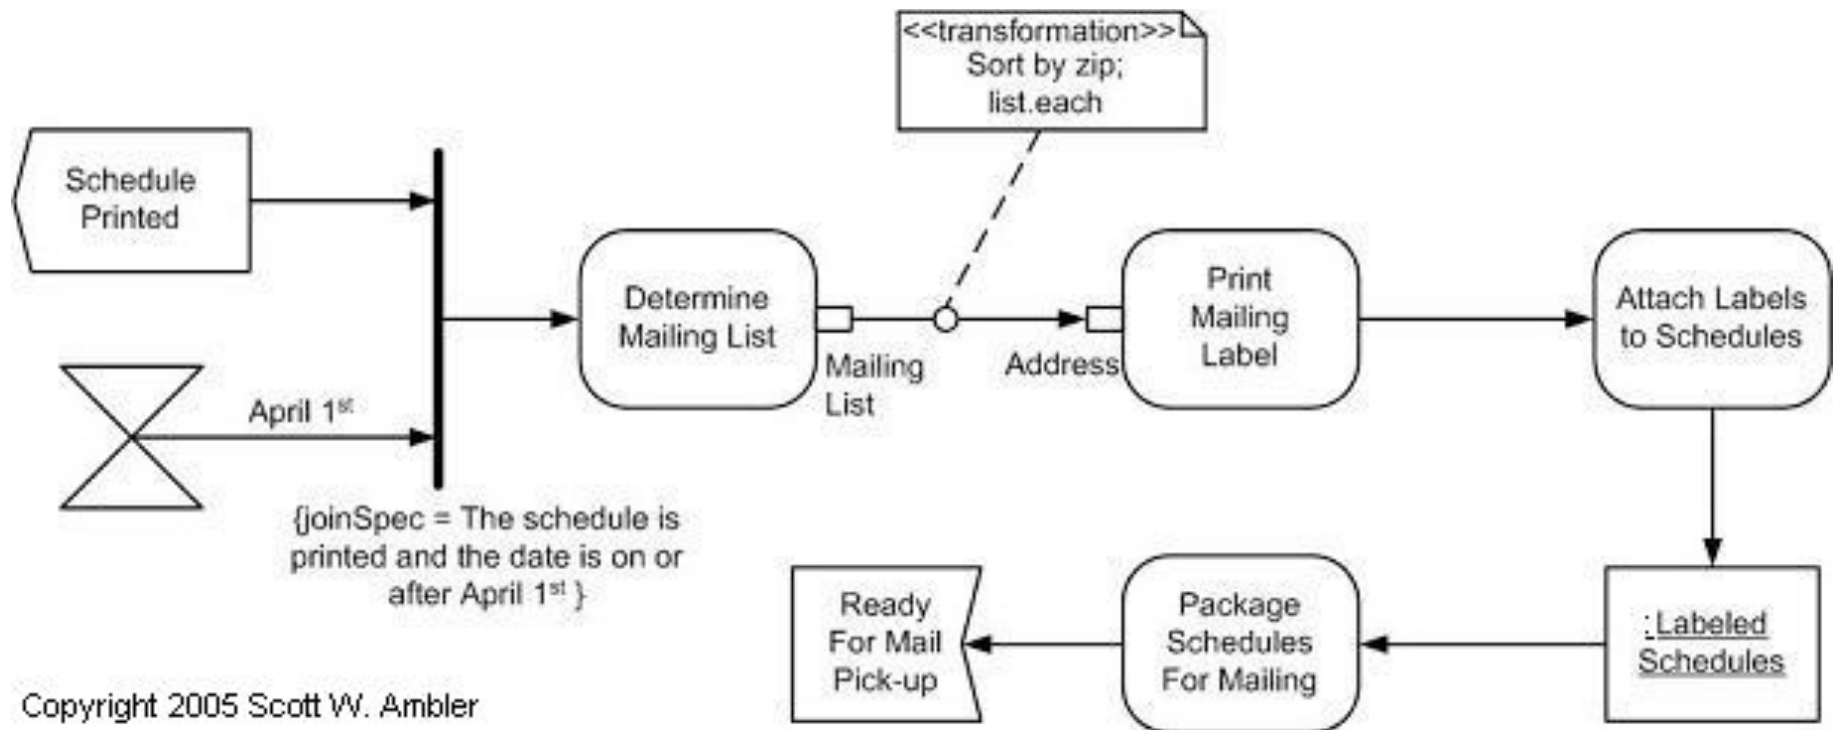 <<transformation>>
Sort by zip;
list.each
Schedule
Printed
April 1st
{joinSpec = The schedule is
printed and the date is on or
after April 1st }
Determine
Mailing List
Mailing
List
Address
Print
Mailing
Label
Attach Labels
to Schedules
:Labeled
Schedules
Package
Schedules
For Mailing
Ready
For Mail
Pick-up
Copyright 2005 Scott W. Ambler